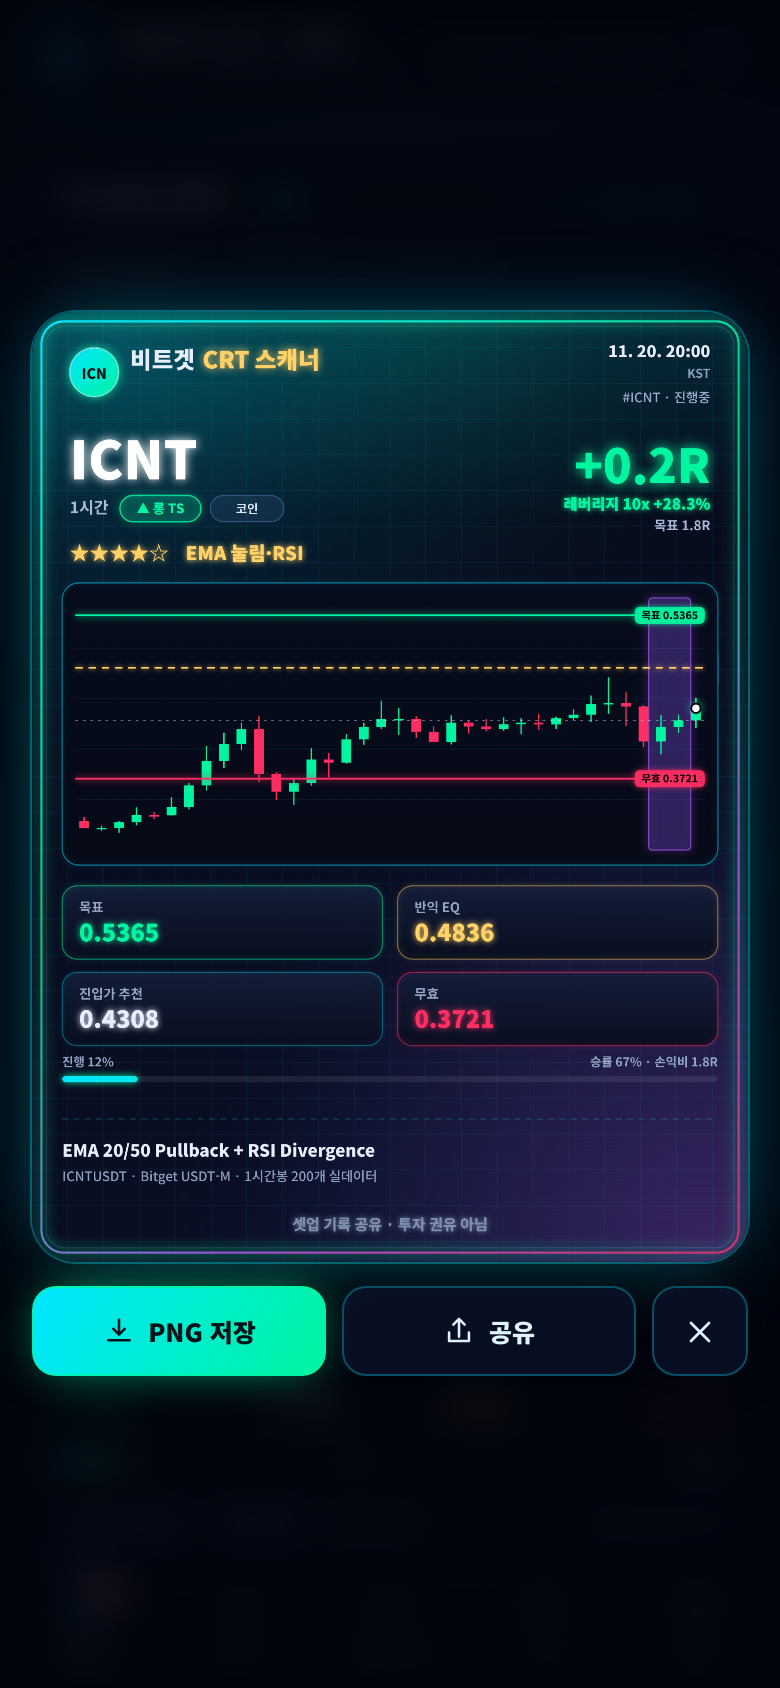 ICN
비트겟 CRT 스캐너
11. 20. 20:00
KST
#ICNT · 진행중
ICNT
+0.2R
1시간
▲ 롱 TS
코인
레버리지 10x +28.3%
목표 1.8R
★★★★☆ EMA 눌림·RSI
목표 0.5365
무효 0.3721
목표
0.5365
반익 EQ
0.4836
진입가 추천
0.4308
무효
0.3721
진행 12%
승률 67% · 손익비 1.8R
EMA 20/50 Pullback + RSI Divergence
ICNTUSDT · Bitget USDT-M · 1시간봉 200개 실데이터
셋업 기록 공유 · 투자 권유 아님
PNG 저장
공유